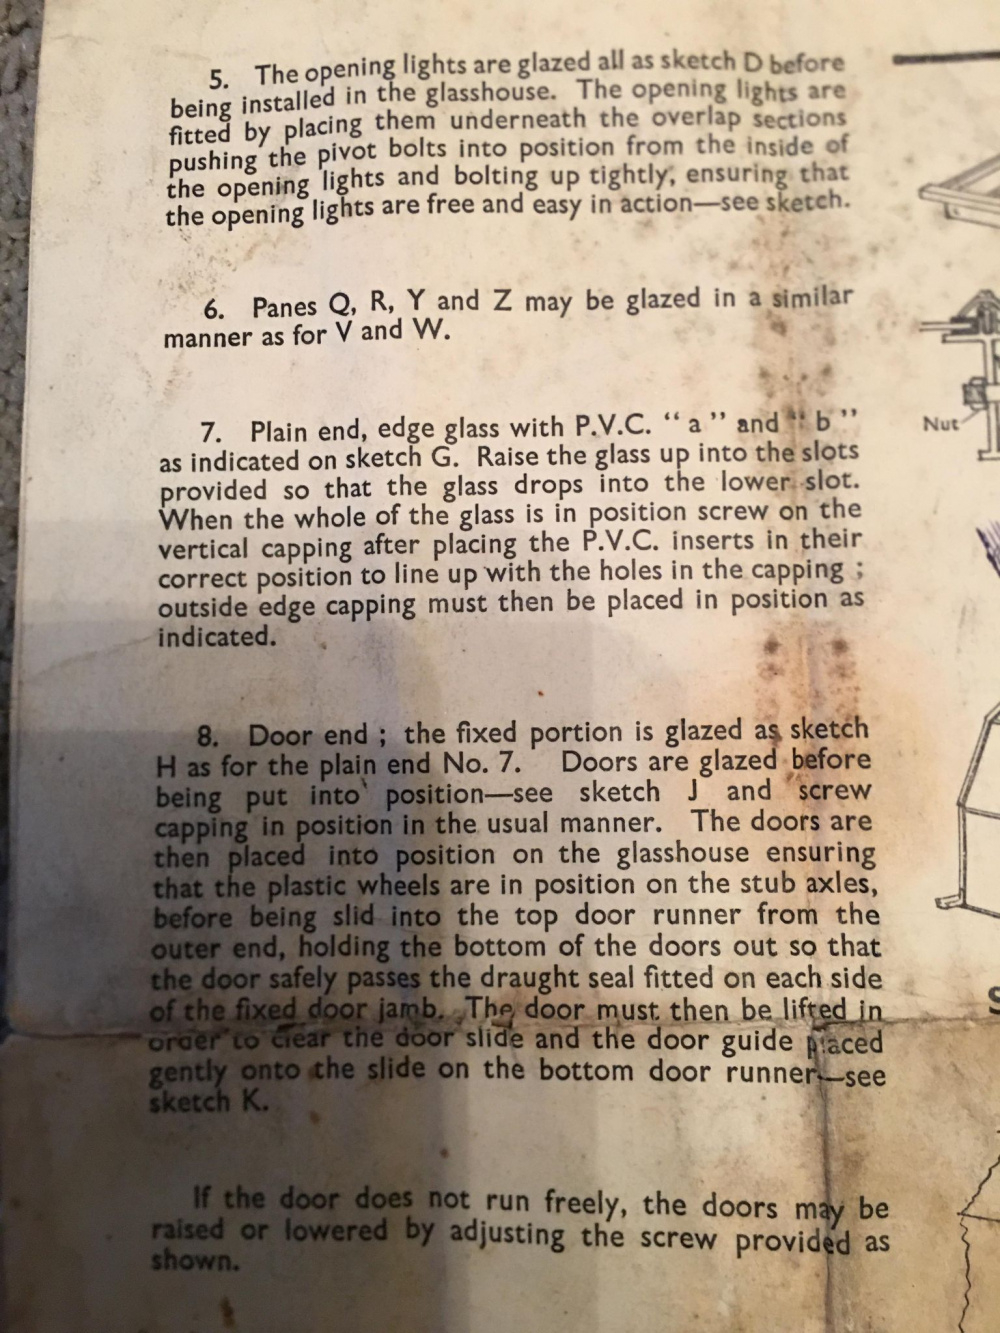 5. The opening lights are glazed all as sketch D before
being installed in the glasshouse. The opening lights are
fitted by placing them underneath the overlap sections
pushing the pivot bolts into position from the inside of
the opening lights and bolting up tightly, ensuring that
the opening lights are free and easy in action—see sketch.
6. Panes Q, R, Y and Z may be glazed in a similar
manner as for V and W.
7. Plain end, edge glass with P.V.C. “ a ” and “ b ”
as indicated on sketch G. Raise the glass up into the slots
provided so that the glass drops into the lower slot.
When the whole of the glass is in position screw on the
vertical capping after placing the P.V.C. inserts in their
correct position to line up with the holes in the capping ;
outside edge capping must then be placed in position as
indicated.
8. Door end ; the fixed portion is glazed as sketch
H as for the plain end No. 7. Doors are glazed before
being put into position—see sketch J and screw
capping in position in the usual manner. The doors are
then placed into position on the glasshouse ensuring
that the plastic wheels are in position on the stub axles,
before being slid into the top door runner from the
outer end, holding the bottom of the doors out so that
the door safely passes the draught seal fitted on each side
of the fixed door jamb. The door must then be lifted in
order to clear the door slide and the door guide placed
gently onto the slide on the bottom door runner—see
sketch K.
If the door does not run freely, the doors may be
raised or lowered by adjusting the screw provided as
shown.
Nut